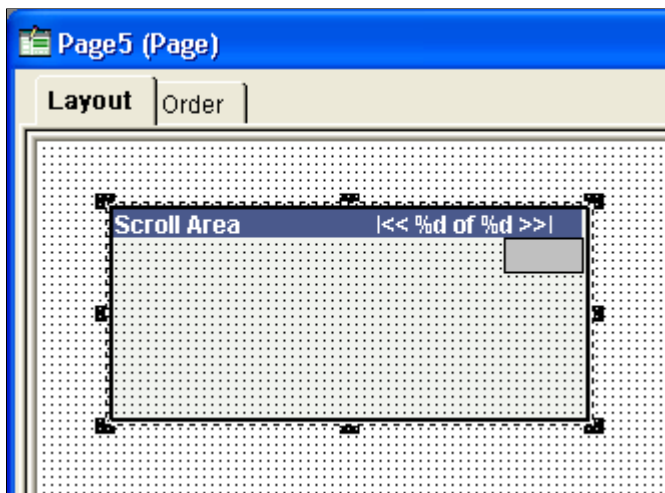 Page5 (Page)
Layout Order
Scroll Area |<< %d of %d >>|